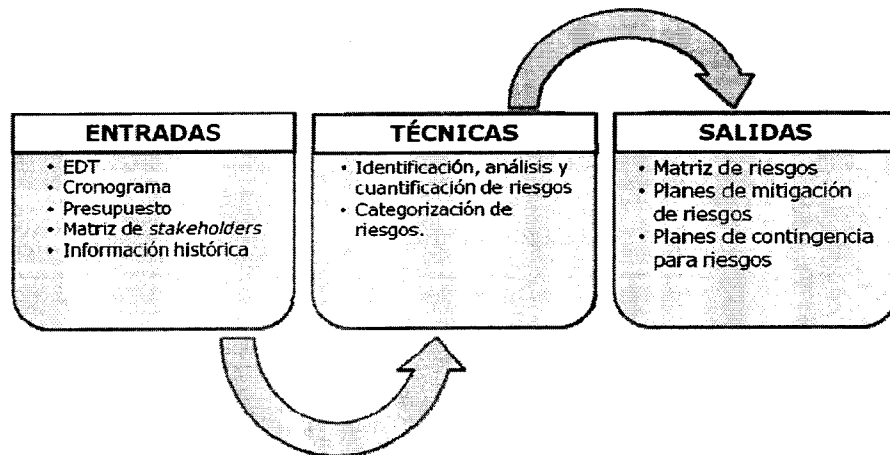 ENTRADAS
• EDT
• Cronograma
• Presupuesto
• Matriz de stakeholders
• Información histórica
TÉCNICAS
• Identificación, análisis y
cuantificación de riesgos
• Categorización de
riesgos.
SALIDAS
• Matriz de riesgos
• Planes de mitigación
de riesgos
• Planes de contingencia
para riesgos